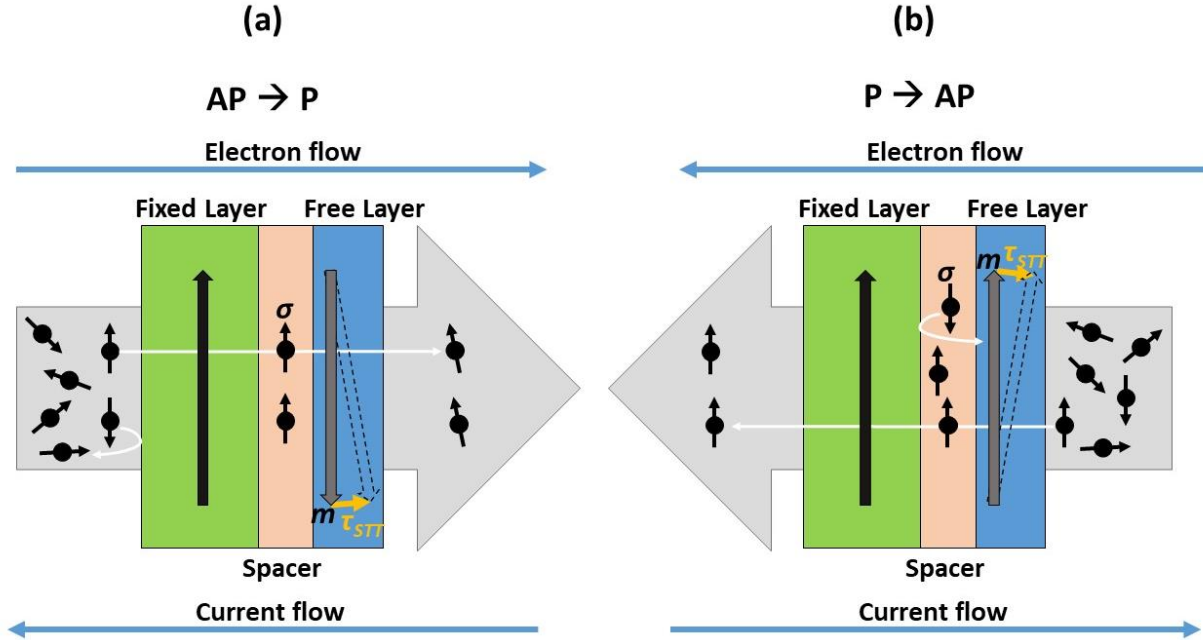 (a)
AP → P
Electron flow
Fixed Layer Free Layer
σ
m
τSTT
Spacer
Current flow
(b)
P → AP
Electron flow
Fixed Layer Free Layer
σ
m τSTT
Spacer
Current flow